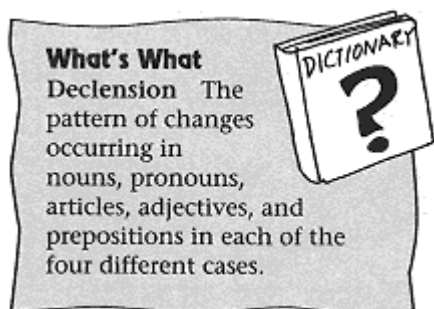 What's What
DICTIONARY
?
Declension The
pattern of changes
occurring in
nouns, pronouns,
articles, adjectives, and
prepositions in each of the
four different cases.